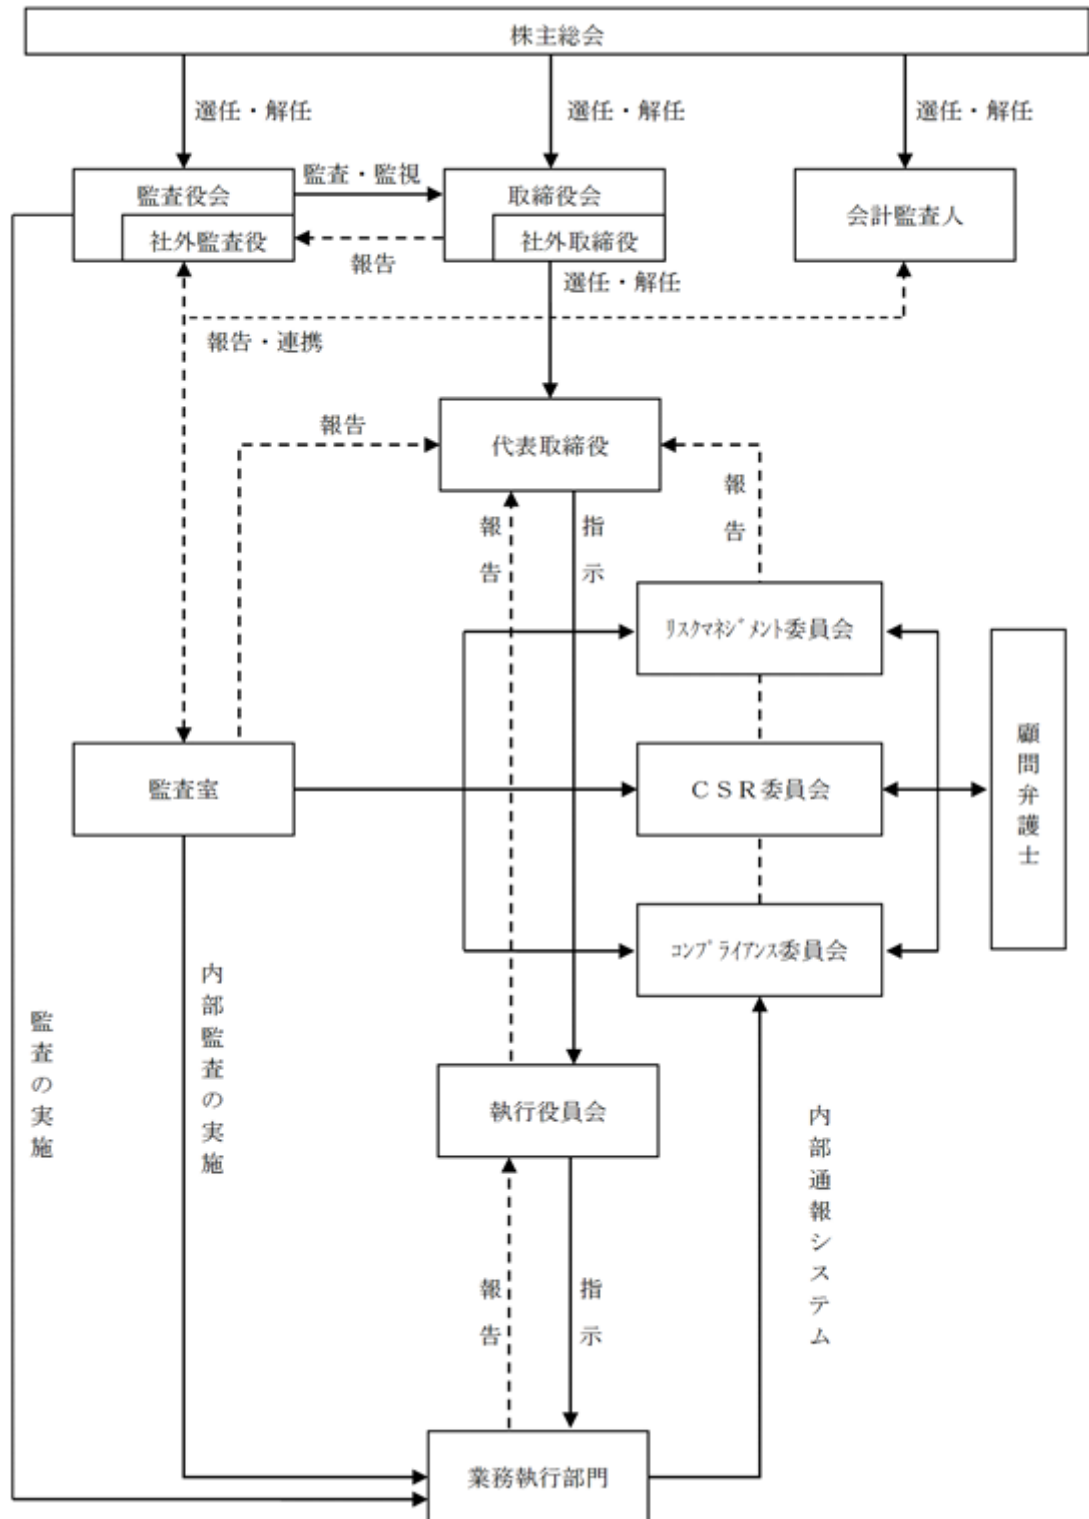 株主総会
選任・解任
選任・解任
選任・解任
監査役会
監査・監視
取締役会
会計監査人
社外監査役
社外取締役
報告
選任・解任
報告・連携
報告
代表取締役
報告
報告
指示
リスクマネジメント委員会
監査室
CSR委員会
顧問弁護士
コンプライアンス委員会
監査の実施
内部監査の実施
執行役員会
内部通報システム
報告
指示
業務執行部門